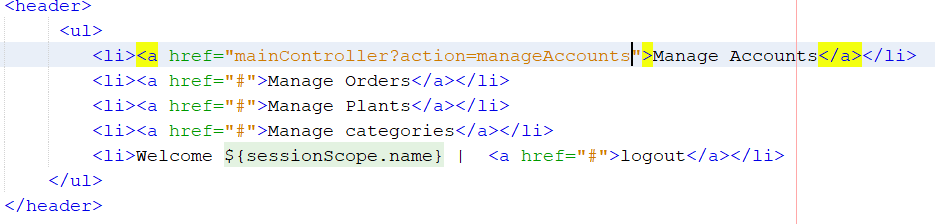 <header>
<ul>
<li><a href="mainController?action=manageAccounts">Manage Accounts</a></li>
<li><a href="#">Manage Orders</a></li>
<li><a href="#">Manage Plants</a></li>
<li><a href="#">Manage categories</a></li>
<li>Welcome ${sessionScope.name} |  <a href="#">logout</a></li>
</ul>
</header>